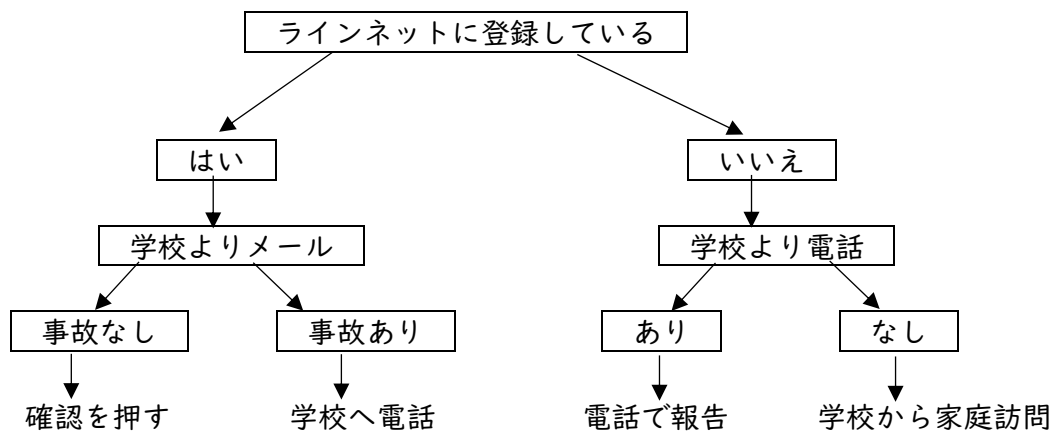 ラインネットに登録している
はい
いいえ
学校よりメール
学校より電話
事故なし
事故あり
あり
なし
確認を押す
学校へ電話
電話で報告
学校から家庭訪問